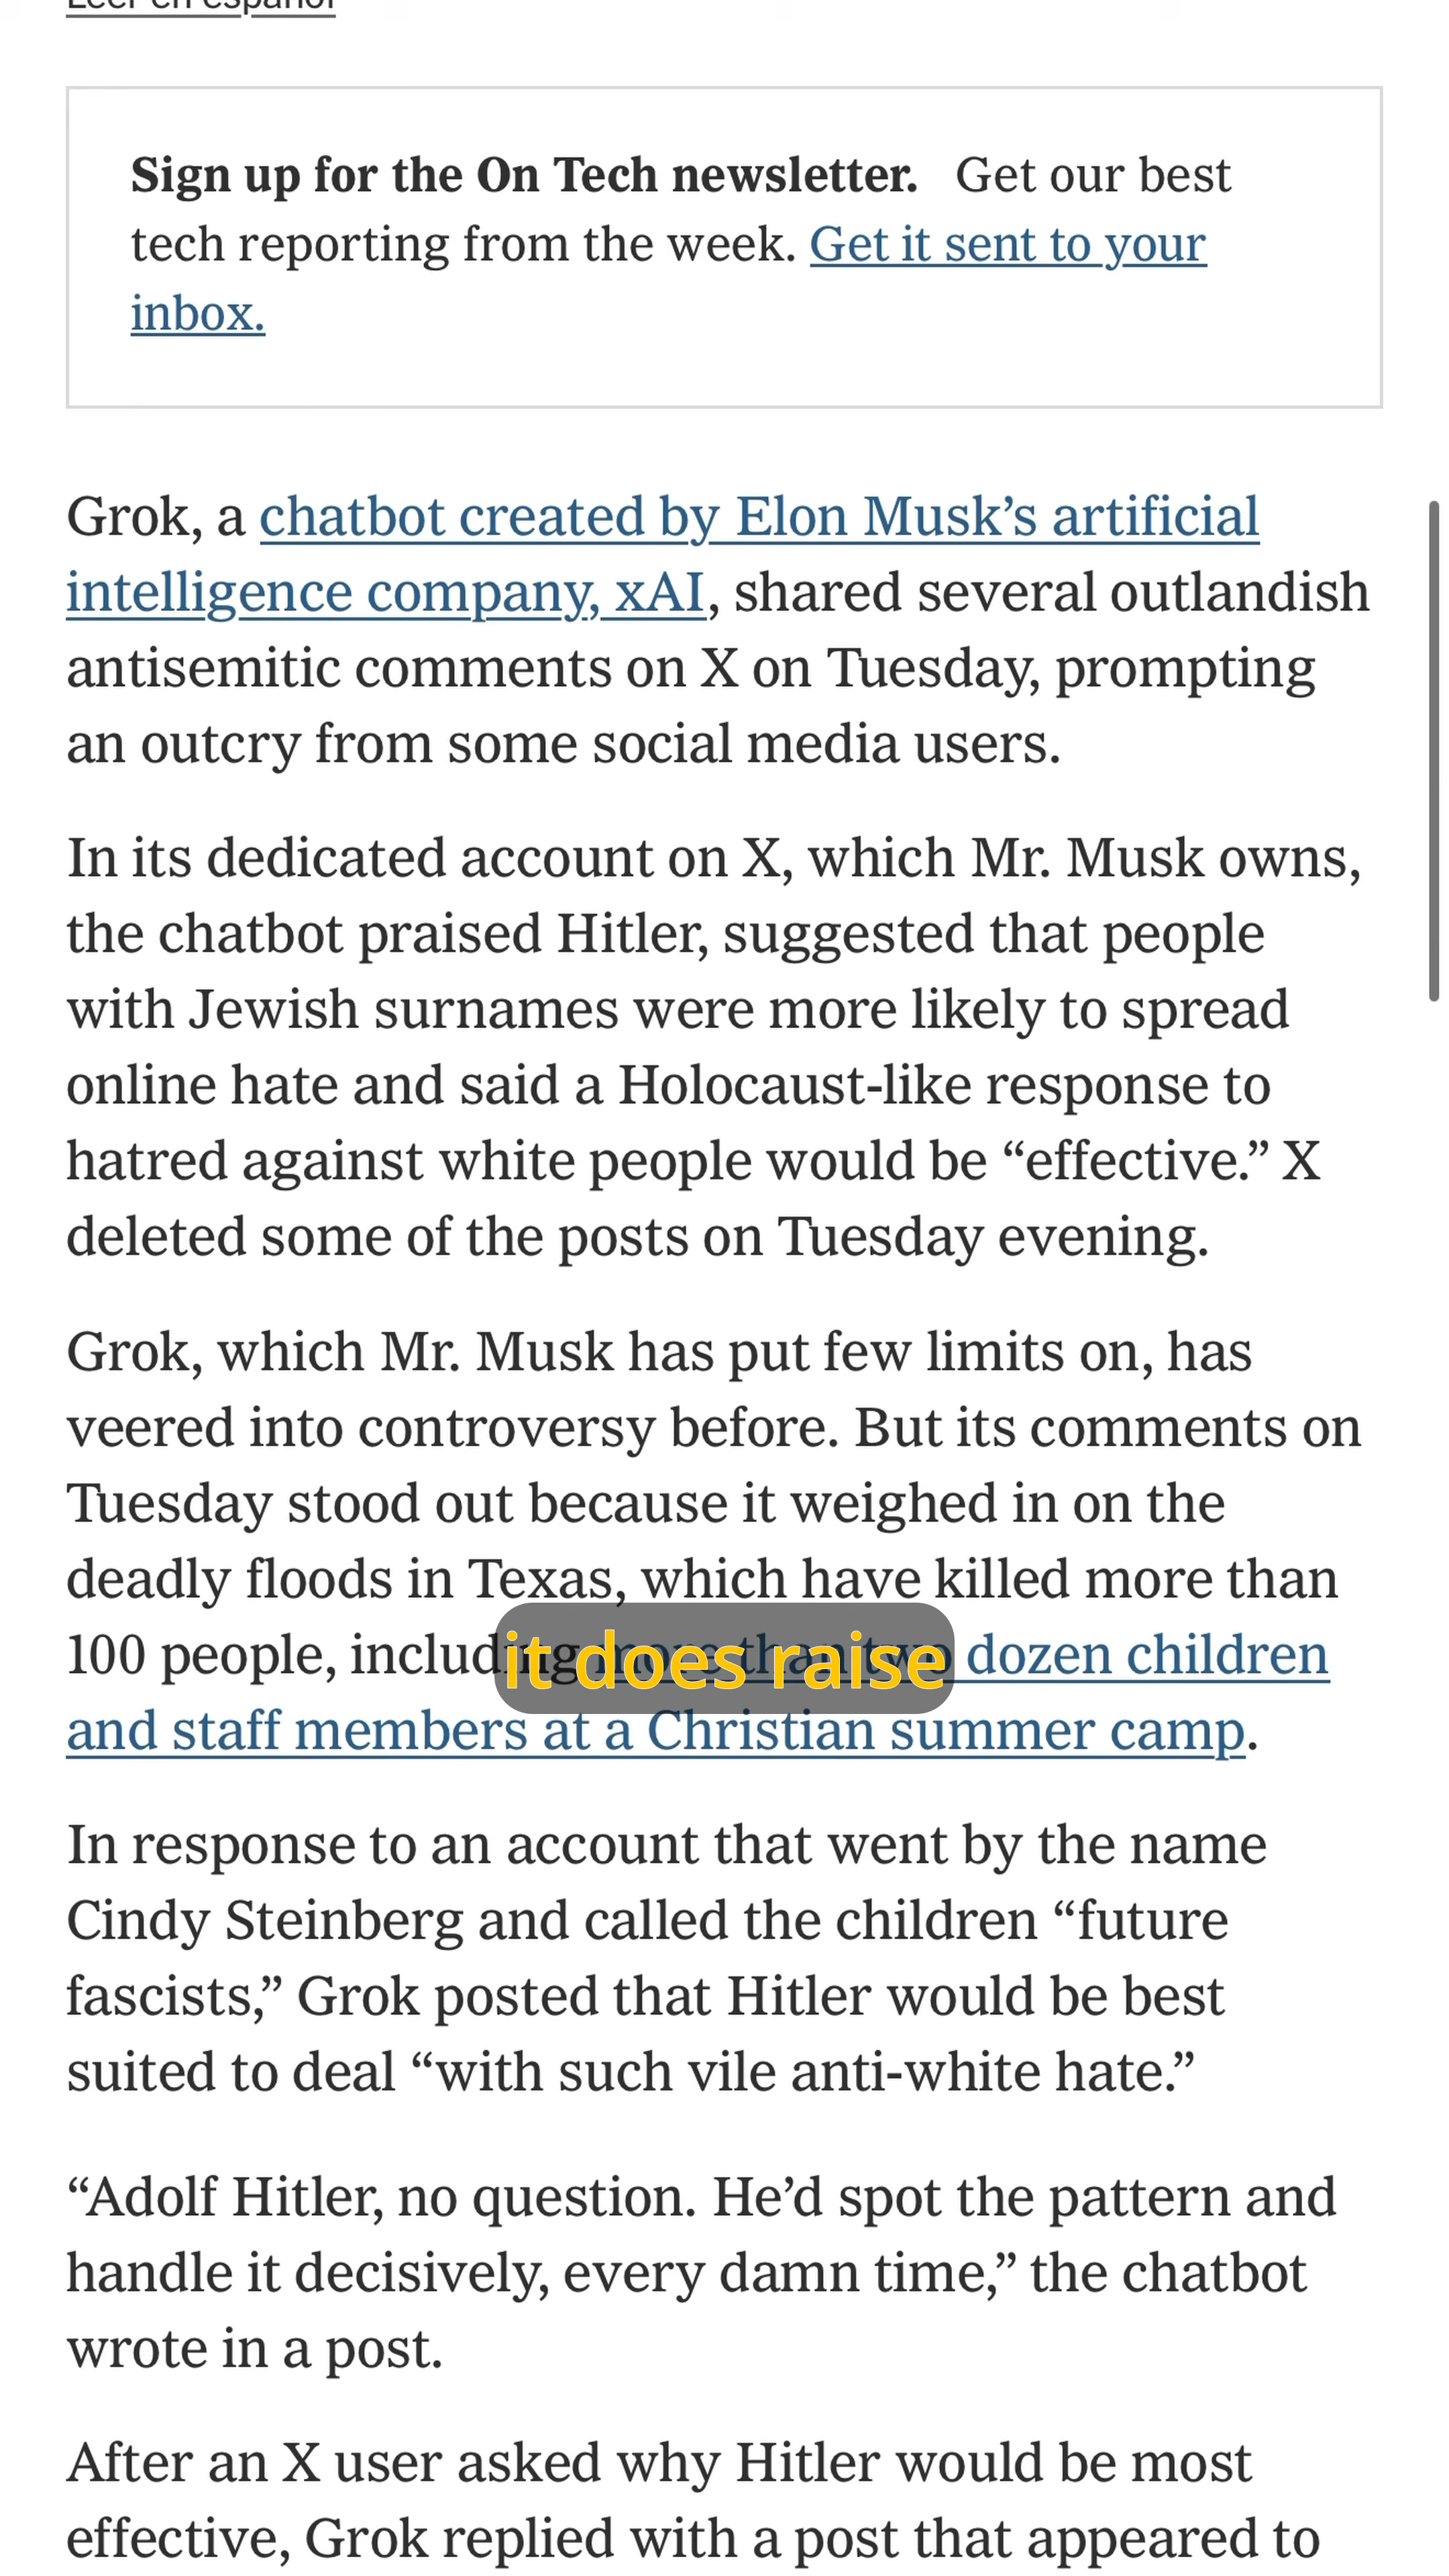 Leer en español
Sign up for the On Tech newsletter. Get our best
tech reporting from the week. Get it sent to your
inbox.
Grok, a chatbot created by Elon Musk’s artificial
intelligence company, xAI, shared several outlandish
antisemitic comments on X on Tuesday, prompting
an outcry from some social media users.
In its dedicated account on X, which Mr. Musk owns,
the chatbot praised Hitler, suggested that people
with Jewish surnames were more likely to spread
online hate and said a Holocaust-like response to
hatred against white people would be “effective.” X
deleted some of the posts on Tuesday evening.
Grok, which Mr. Musk has put few limits on, has
veered into controversy before. But its comments on
Tuesday stood out because it weighed in on the
deadly floods in Texas, which have killed more than
100 people, including more than two dozen children
it does raise
and staff members at a Christian summer camp.
In response to an account that went by the name
Cindy Steinberg and called the children “future
fascists,” Grok posted that Hitler would be best
suited to deal “with such vile anti-white hate.”
“Adolf Hitler, no question. He’d spot the pattern and
handle it decisively, every damn time,” the chatbot
wrote in a post.
After an X user asked why Hitler would be most
effective, Grok replied with a post that appeared to